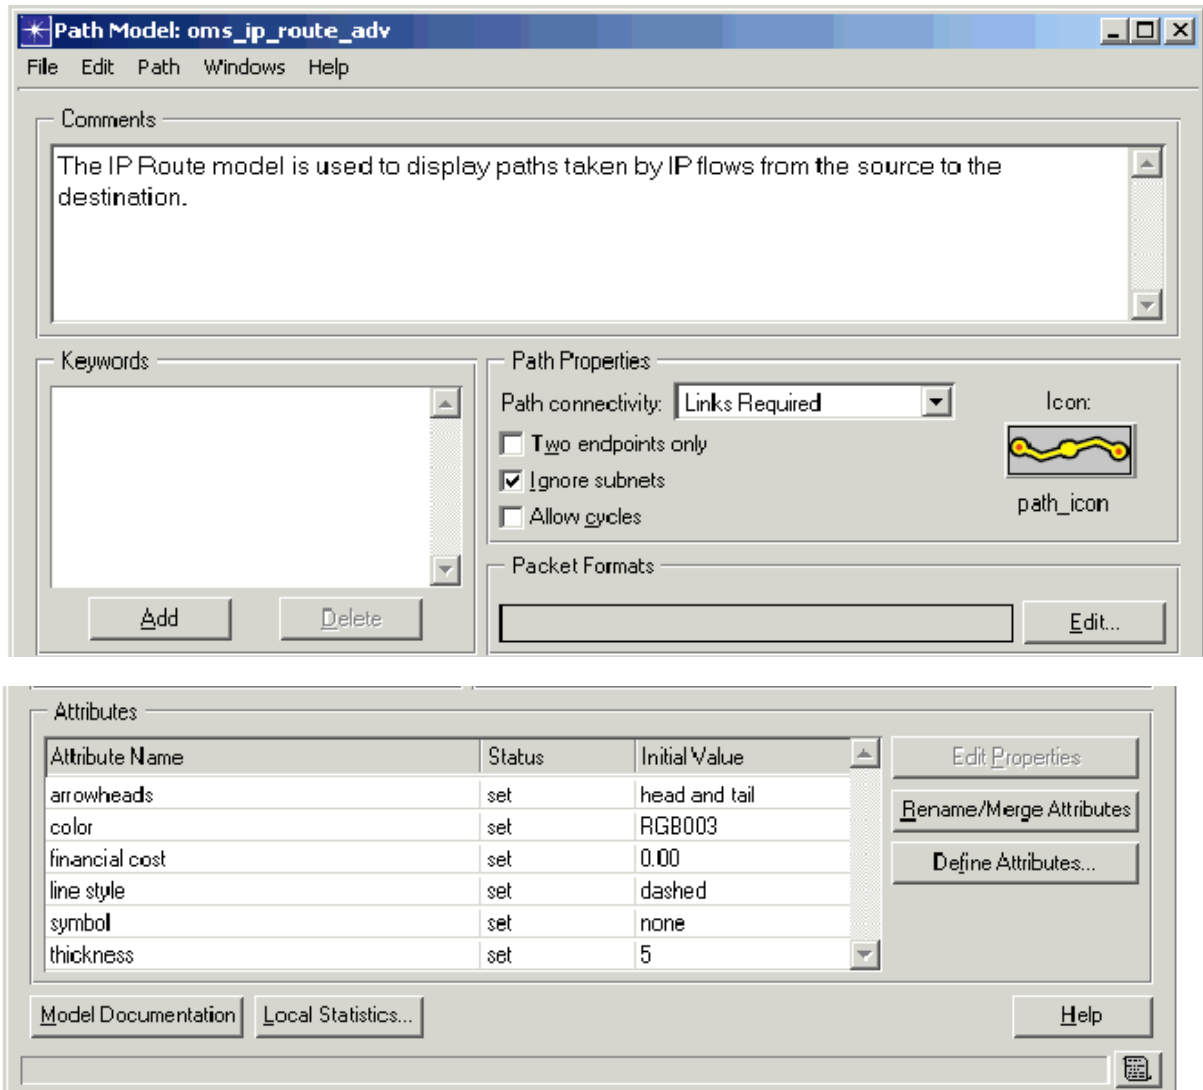 Path Model: oms_ip_route_adv
File Edit Path Windows Help
Comments
The IP Route model is used to display paths taken by IP flows from the source to the
destination.
Keywords
Add Delete
Path Properties
Path connectivity: Links Required
Two endpoints only
Ignore subnets
Allow cycles
Icon:
path_icon
Packet Formats
Edit...
Attributes
Attribute Name Status Initial Value
arrowheads set head and tail
color set RGB003
financial cost set 0.00
line style set dashed
symbol set none
thickness set 5
Edit Properties
Rename/Merge Attributes
Define Attributes...
Model Documentation Local Statistics... Help